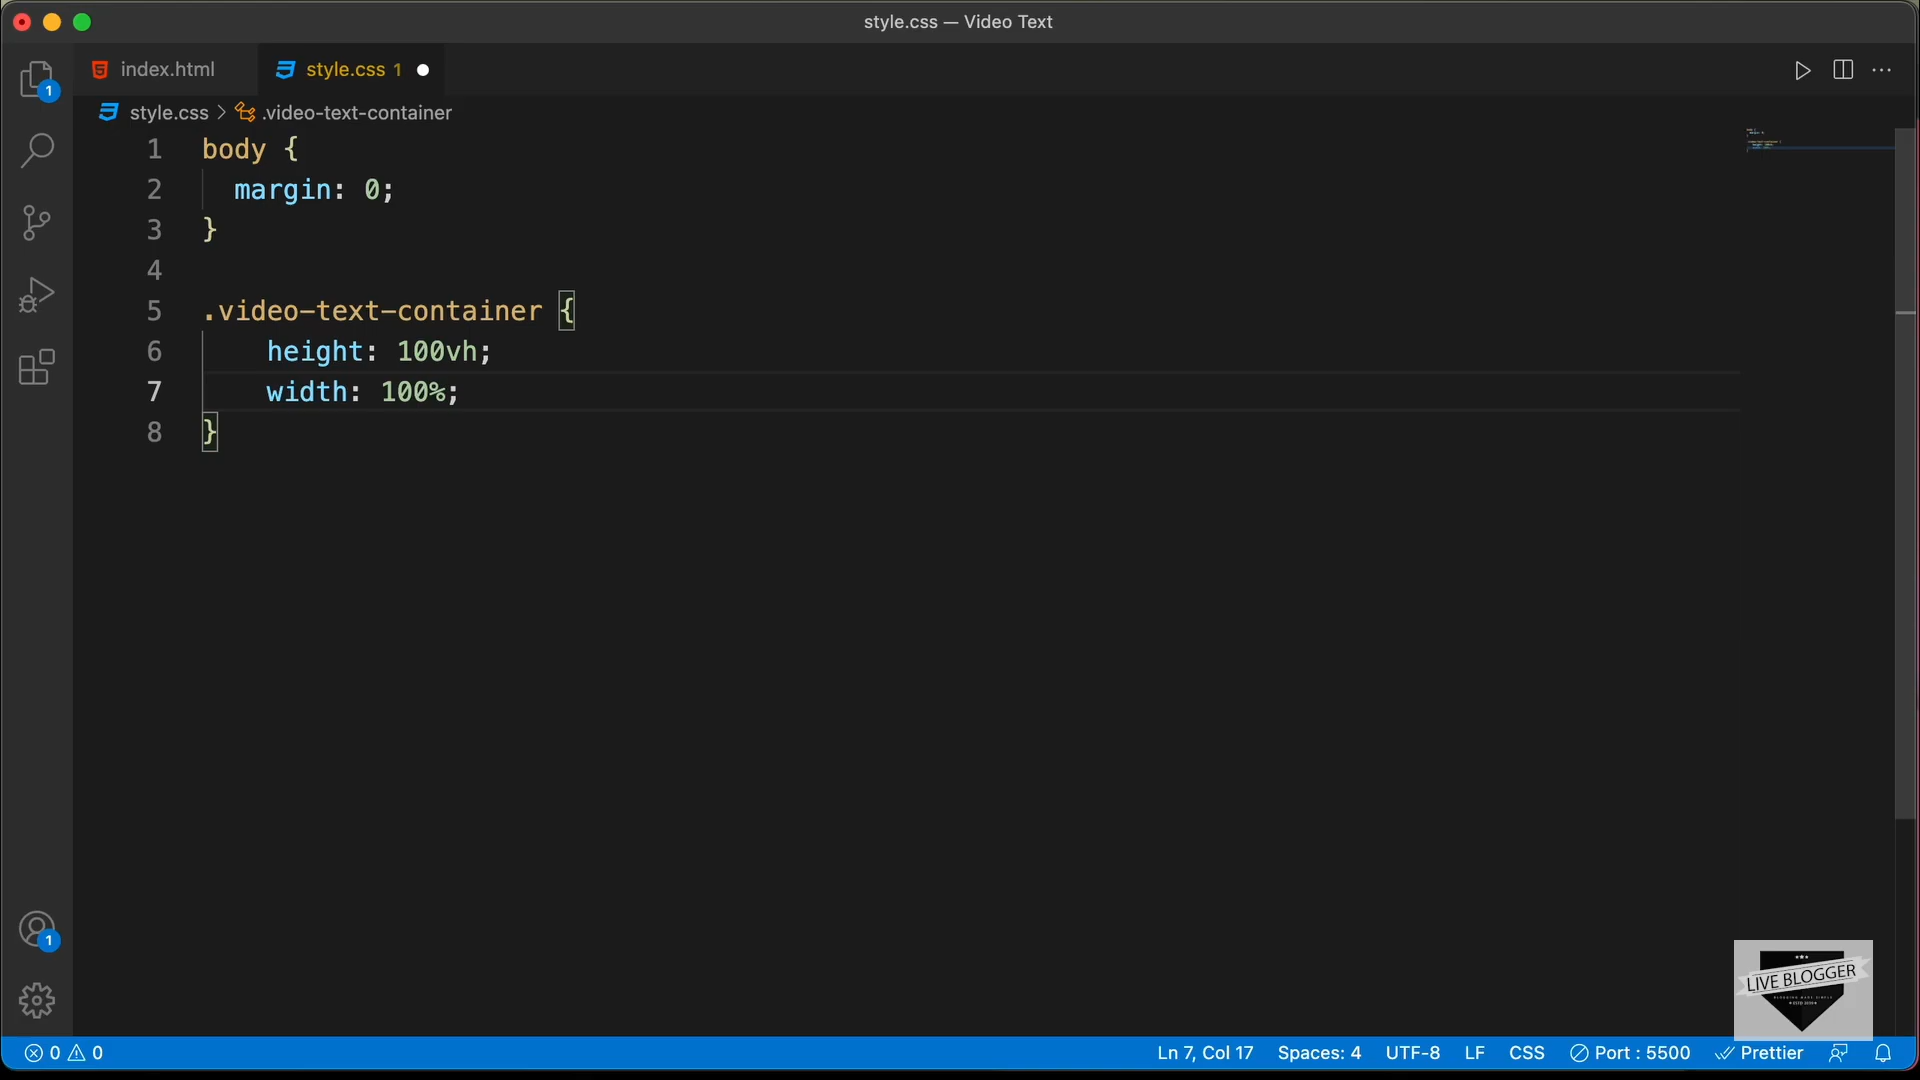 style.css — Video Text
index.html
style.css 1
1
style.css > .video-text-container
1 body {
2   margin: 0;
3 }
4
5 .video-text-container {
6     height: 100vh;
7     width: 100%;
8 }
1
LIVE BLOGGER
0 0
Ln 7, Col 17
Spaces: 4
UTF-8
LF
CSS
Port : 5500
Prettier